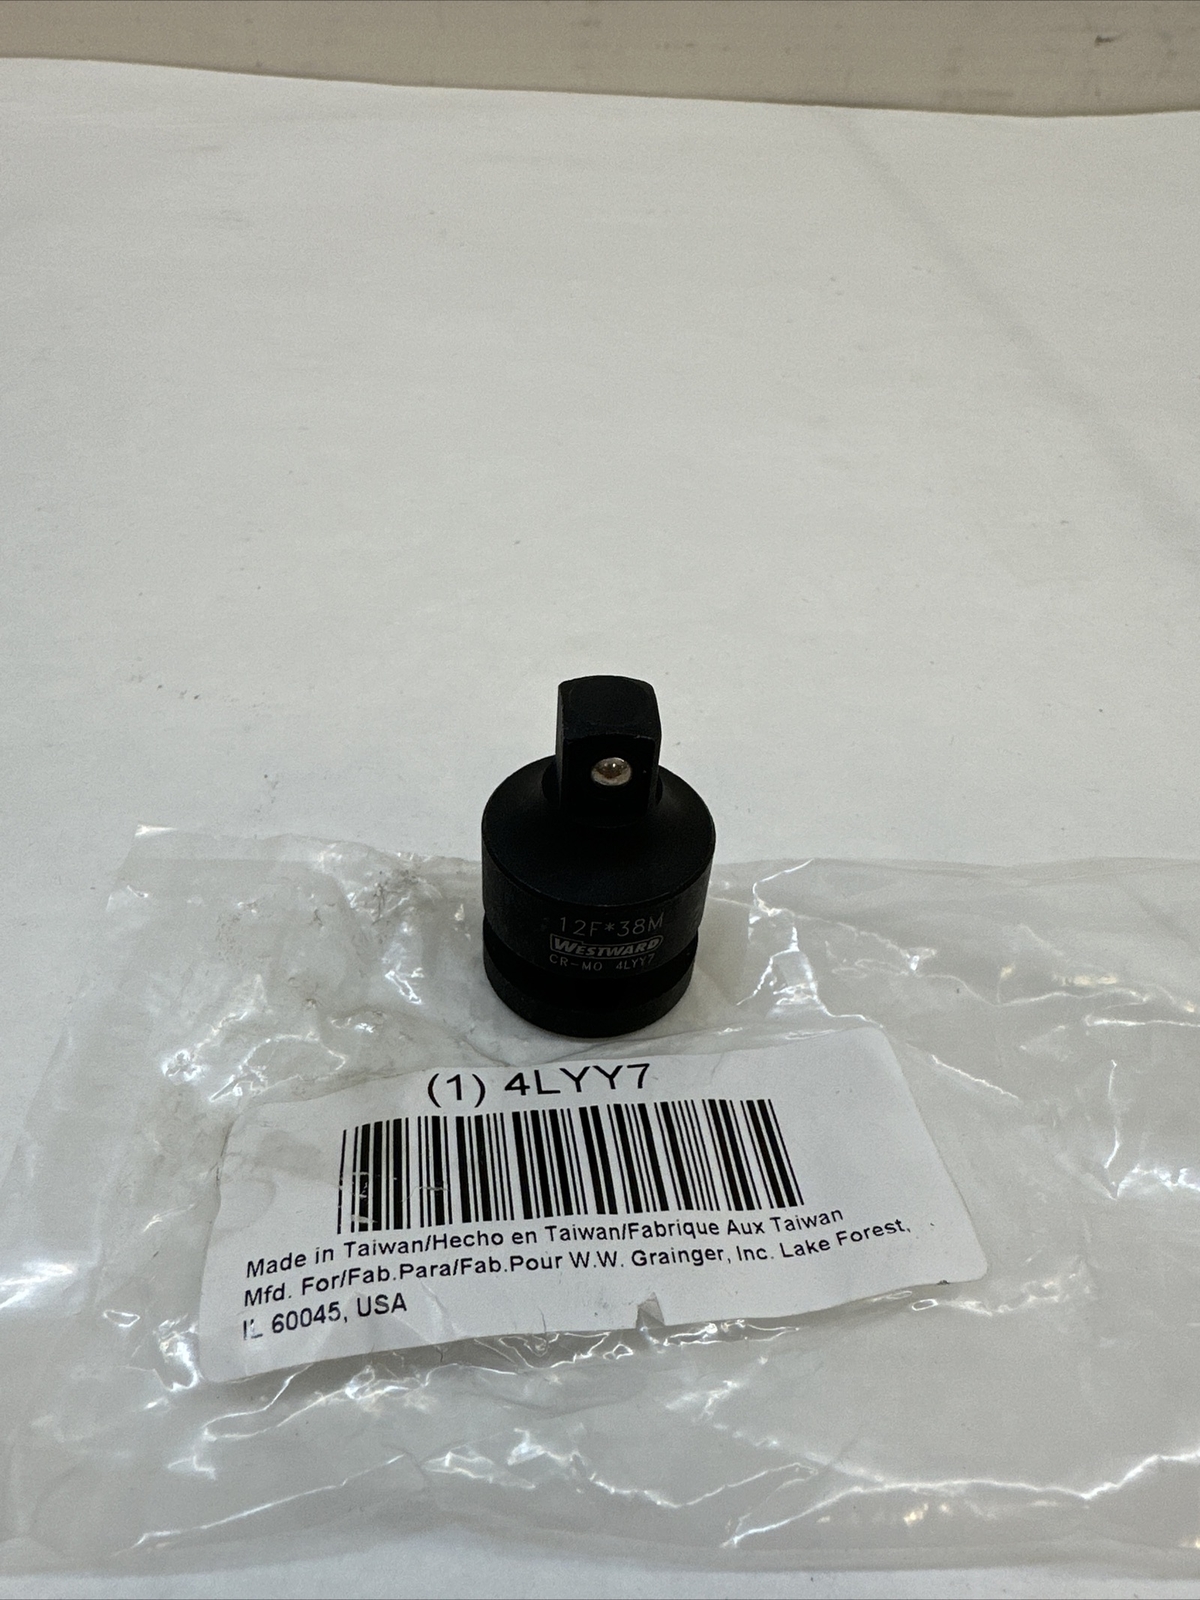 12F*38M
WESTWARD
CR-MO 4LYY7
(1) 4LYY7
Made in Taiwan/Hecho en Taiwan/Fabrique Aux Taiwan
Mfd. For/Fab.Para/Fab.Pour W.W. Grainger, Inc. Lake Forest,
IL 60045, USA